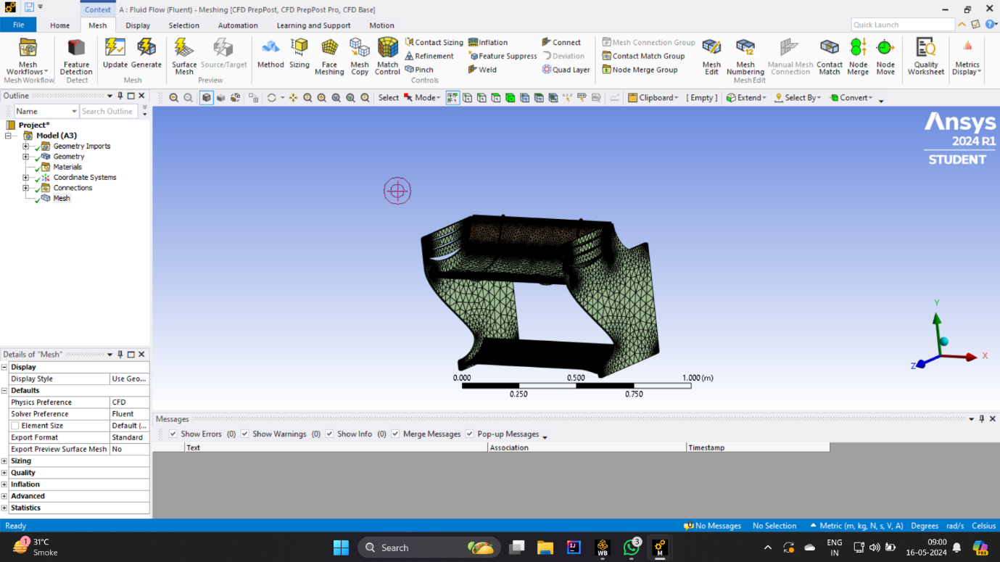 Context
A : Fluid Flow (Fluent) - Meshing [CFD PrepPost, CFD PrepPost Pro, CFD Base]
File Home Mesh Display Selection Automation Learning and Support Motion
Quick Launch
Mesh Workflows
Feature Detection
Update Generate
Surface Mesh
Source/Target
Method Sizing
Face Meshing
Mesh Copy
Match Control
Contact Sizing
Refinement
Pinch
Inflation
Feature Suppress
Weld
Connect
Deviation
Quad Layer
Mesh Connection Group
Contact Match Group
Node Merge Group
Mesh Edit
Mesh Numbering
Manual Mesh Connection
Contact Match
Node Merge
Node Move
Quality Worksheet
Metrics Display
Mesh Workflow Detect Mesh Preview Controls Mesh Edit
Outline
Select Mode Clipboard [ Empty ] Extend Select By Convert
Name Search Outline
Project*
Model (A3)
Geometry Imports
Geometry
Materials
Coordinate Systems
Connections
Mesh
Ansys
2024 R1
STUDENT
Y
X
Z
0.000 0.500 1.000 (m)
0.250 0.750
Details of "Mesh"
Display
Display Style Use Geo...
Defaults
Physics Preference CFD
Solver Preference Fluent
Element Size Default (...
Export Format Standard
Export Preview Surface Mesh No
Sizing
Quality
Inflation
Advanced
Statistics
Messages
Show Errors (0) Show Warnings (0) Show Info (0) Merge Messages Pop-up Messages
Text Association Timestamp
Ready
No Messages No Selection Metric (m, kg, N, s, V, A) Degrees rad/s Celsius
1
31°C
Smoke
Search
IJ
WB
3
M
ENG
IN
09:00
16-05-2024
PRE